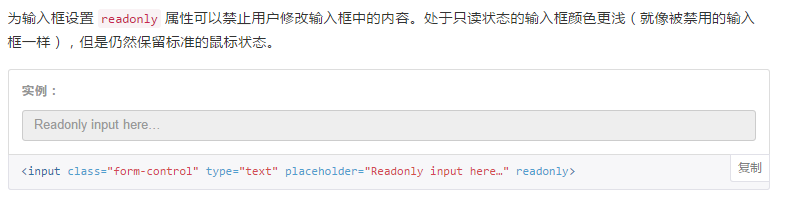 为输入框设置 readonly 属性可以禁止用户修改输入框中的内容。处于只读状态的输入框颜色更浅（就像被禁用的输入
框一样），但是仍然保留标准的鼠标状态。
实例：
Readonly input here...
<input class="form-control" type="text" placeholder="Readonly input here…" readonly>
复制